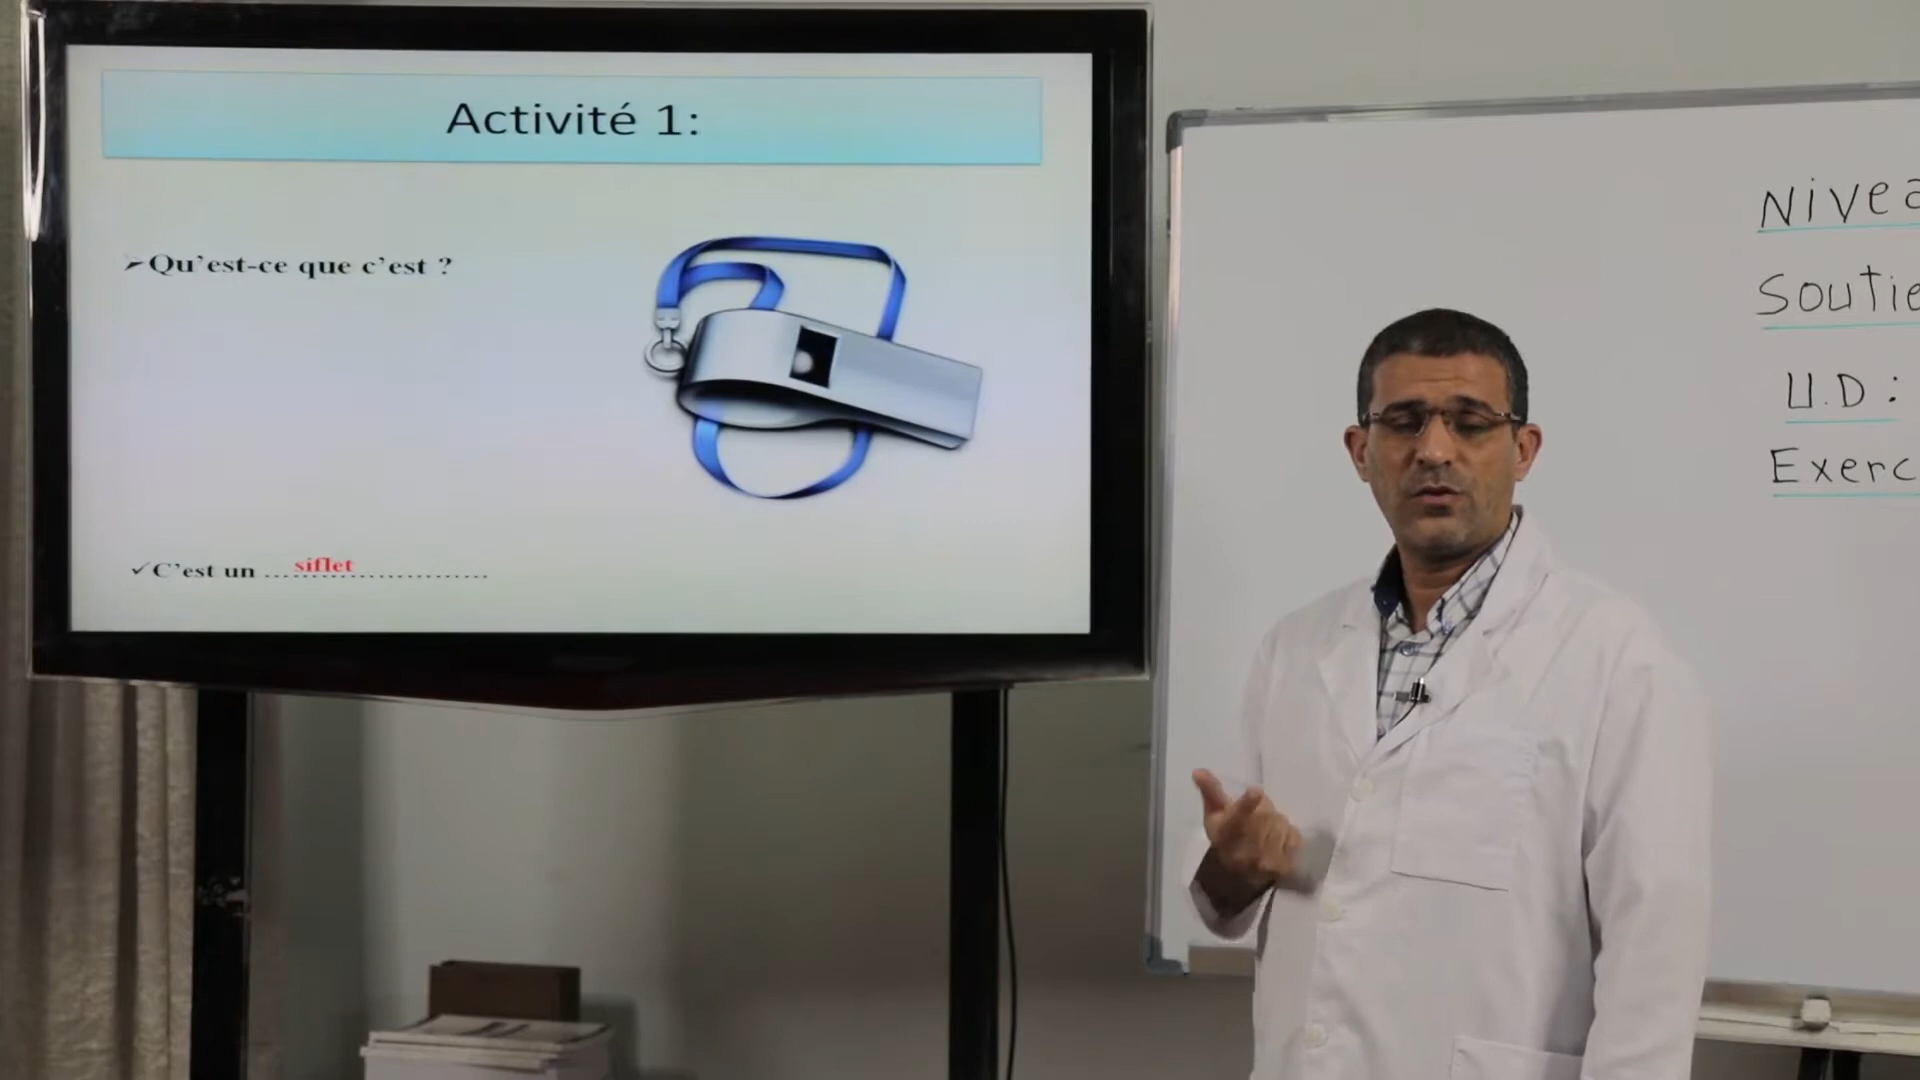 Activité 1:
➢Qu'est-ce que c'est ?
✓C'est un ...siflet......................
Nivea
Soutie
U.D :
Exerc